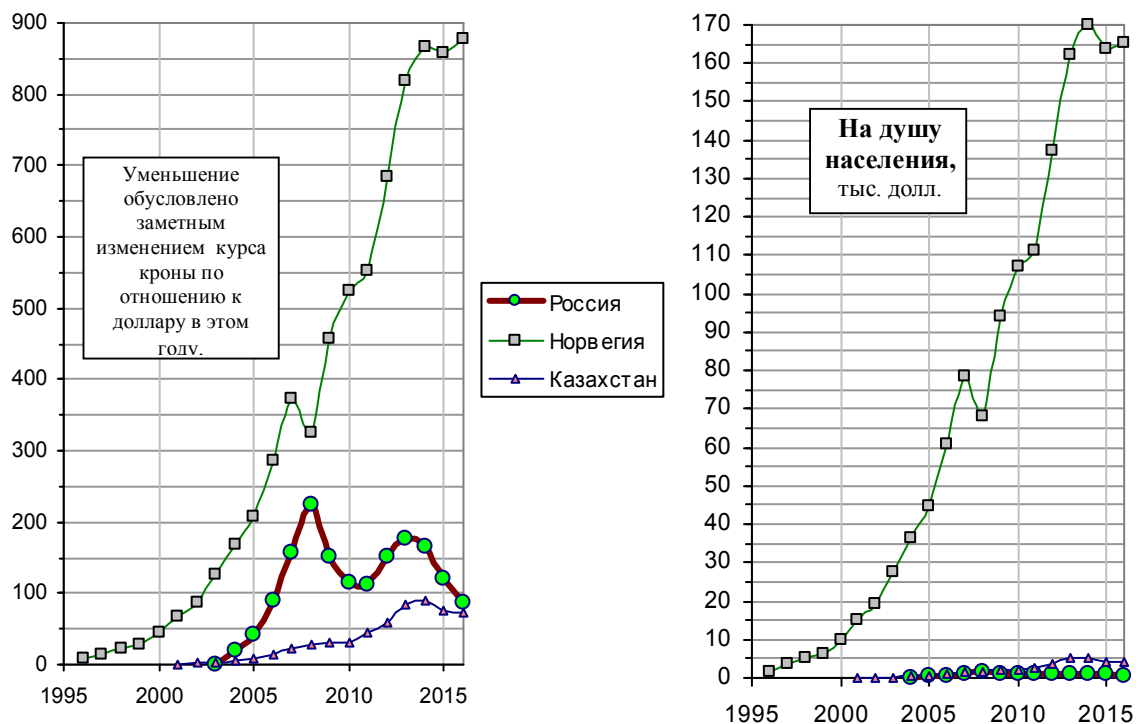 900
800
700
600
500
400
300
200
100
0
1995
2000
2005
2010
2015
Уменьшение
обусловлено
заметным
изменением курса
кроны по
отношению к
доллару в этом
году.
Россия
Норвегия
Казахстан
170
160
150
140
130
120
110
100
90
80
70
60
50
40
30
20
10
0
1995
2000
2005
2010
2015
На душу
населения,
тыс. долл.